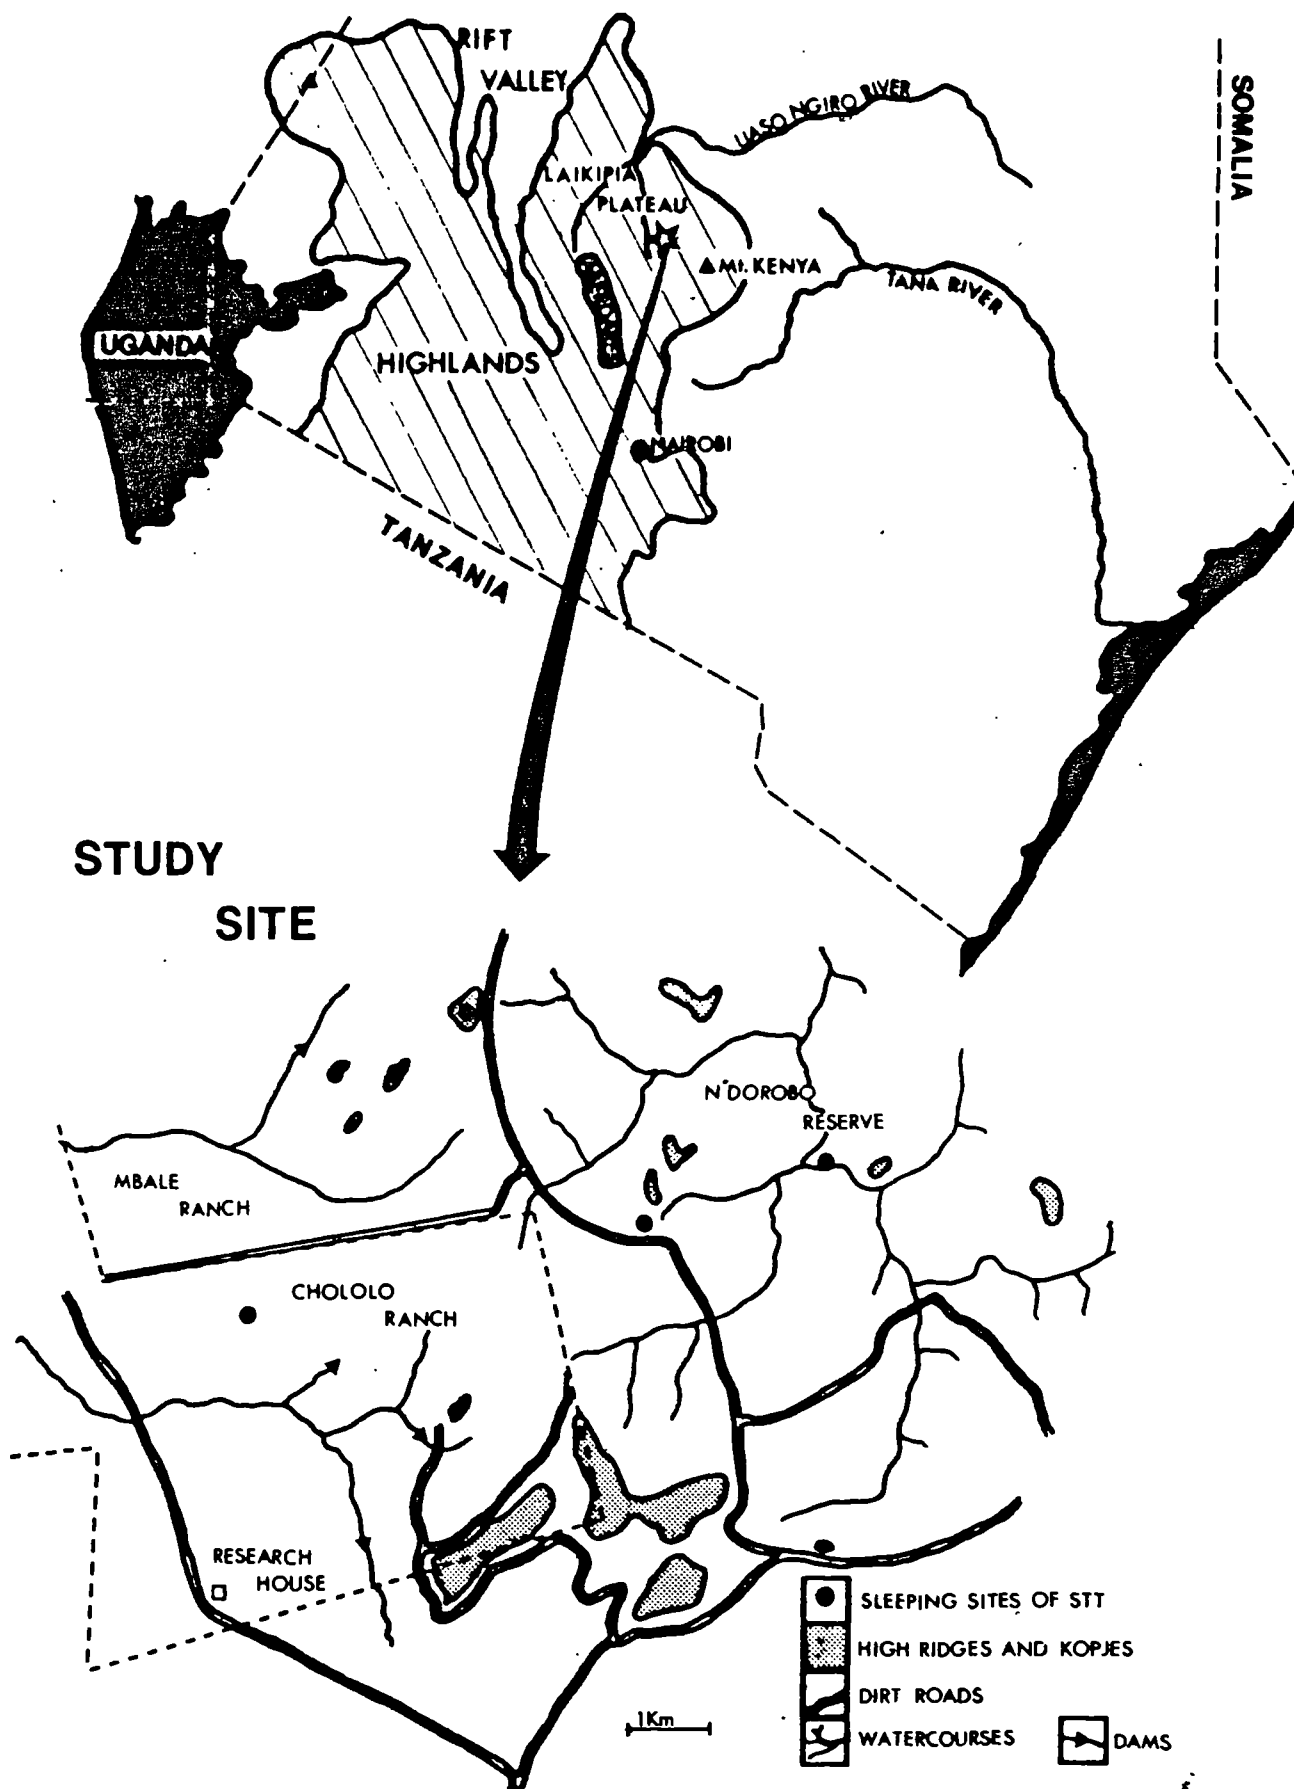 RIFT
VALLEY
UASO NGIRO RIVER
SOMALIA
LAIKIPIA
PLATEAU
MT. KENYA
TANA RIVER
UGANDA
HIGHLANDS
NAIROBI
TANZANIA
STUDY
SITE
N'DOROBO
RESERVE
MBALE
RANCH
CHOLOLO
RANCH
RESEARCH
HOUSE
SLEEPING SITES OF STT
HIGH RIDGES AND KOPJES
DIRT ROADS
1Km
WATERCOURSES
DAMS